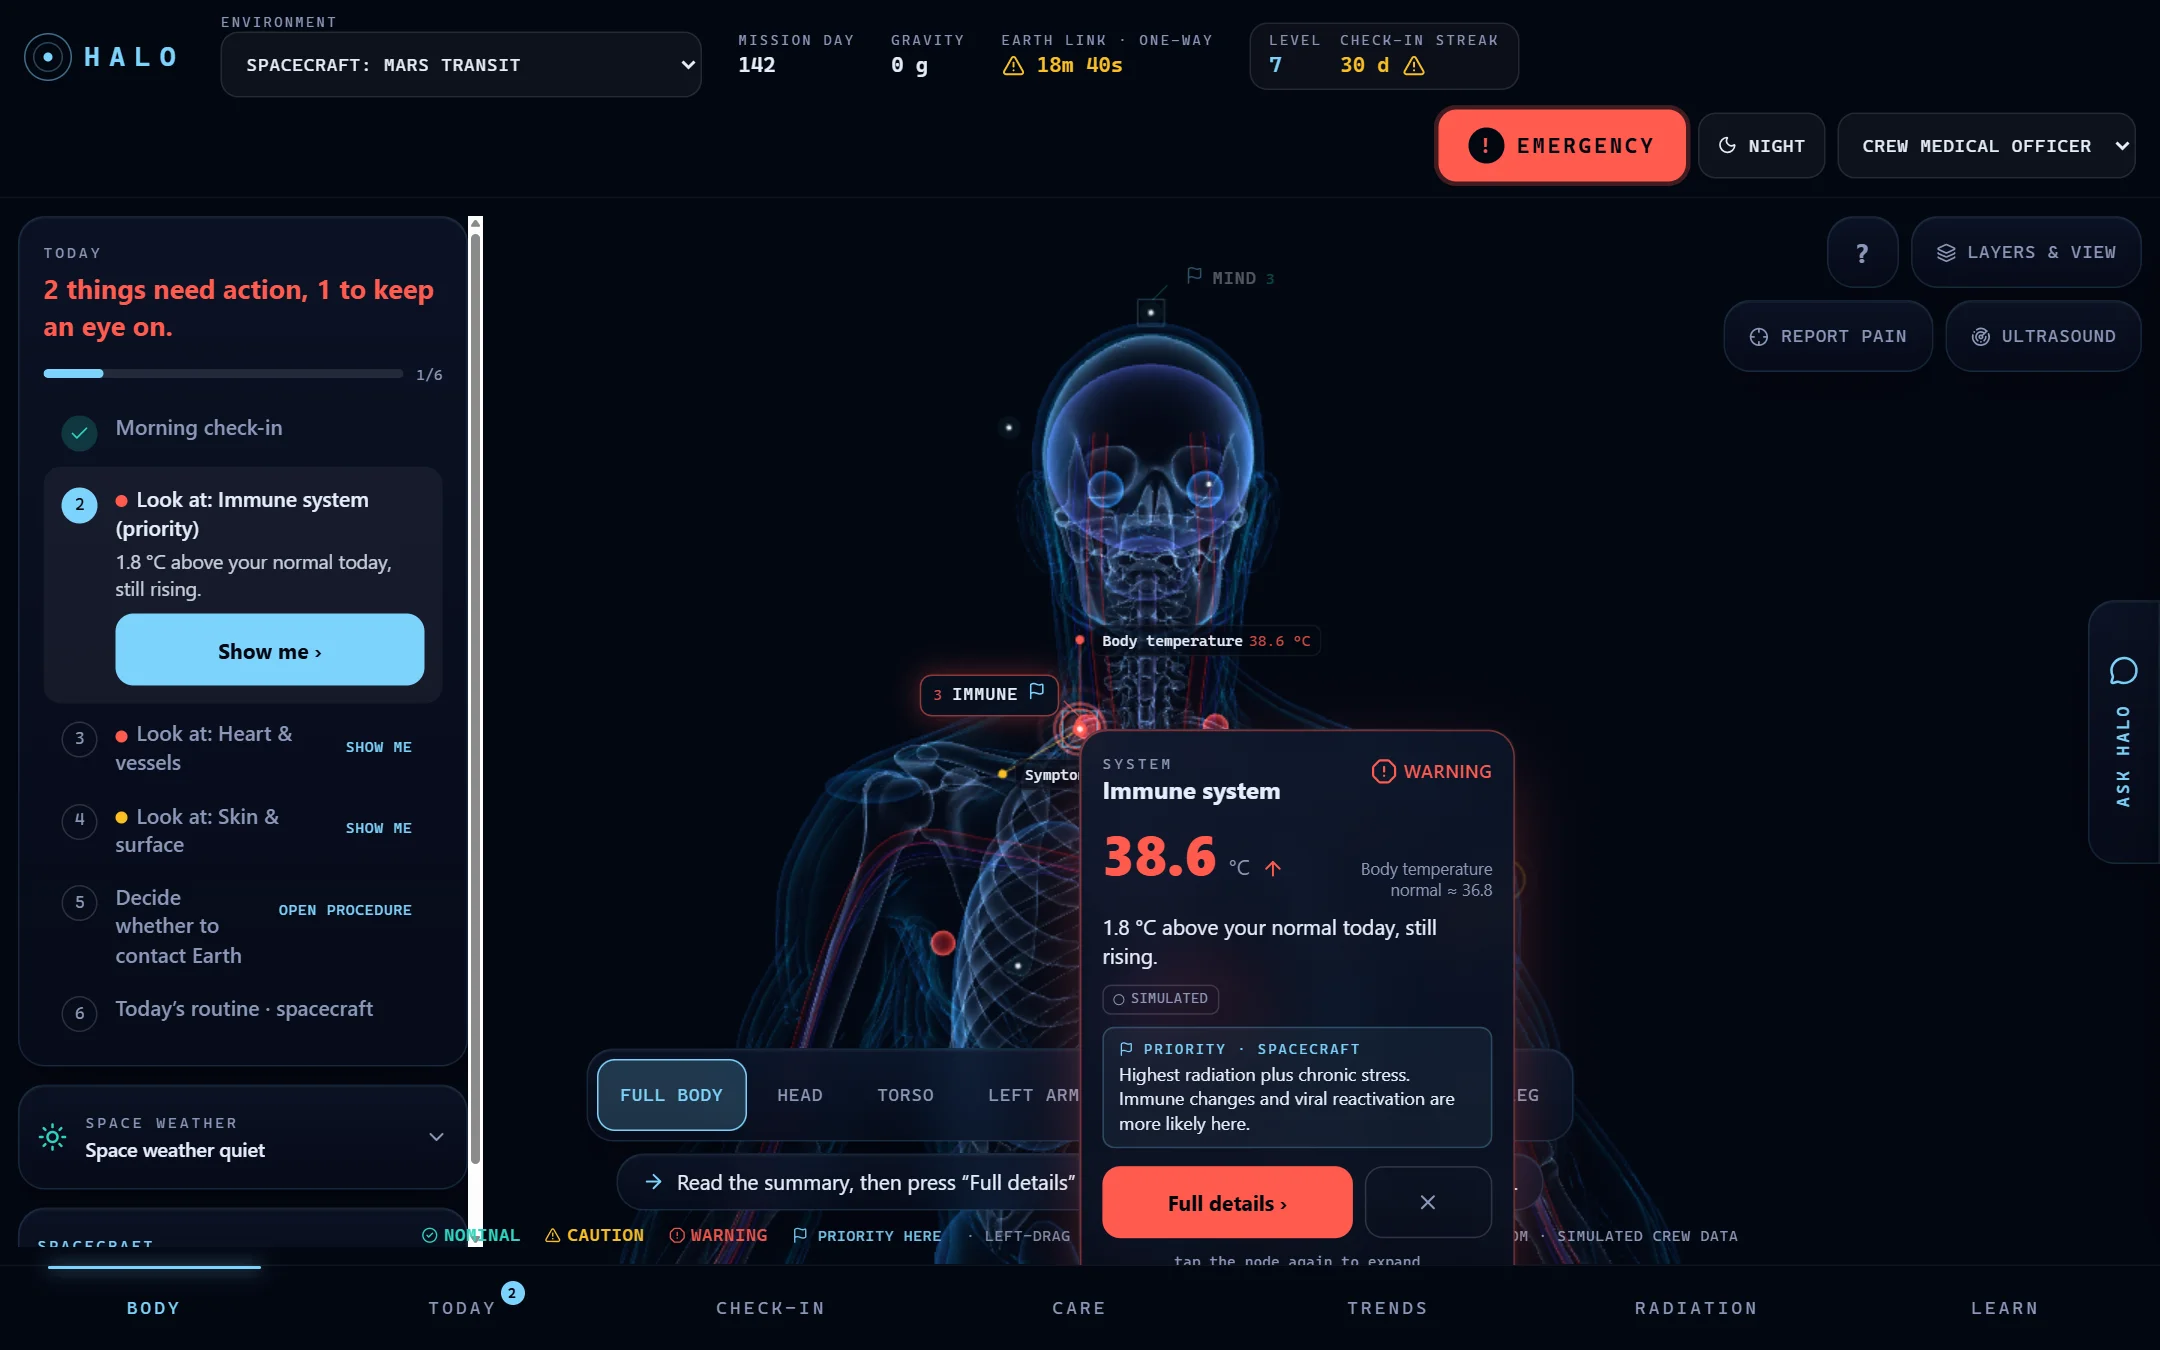 HALO
ENVIRONMENT
SPACECRAFT: MARS TRANSIT
MISSION DAY
142
GRAVITY
0 g
EARTH LINK · ONE-WAY
18m 40s
LEVEL
7
CHECK-IN STREAK
30 d
! EMERGENCY
NIGHT
CREW MEDICAL OFFICER
TODAY
2 things need action, 1 to keep
an eye on.
1/6
Morning check-in
2
Look at: Immune system
(priority)
1.8 °C above your normal today,
still rising.
Show me ›
3
Look at: Heart &
vessels
SHOW ME
4
Look at: Skin &
surface
SHOW ME
5
Decide
whether to
contact Earth
OPEN PROCEDURE
6
Today's routine · spacecraft
SPACE WEATHER
Space weather quiet
SPACECRAFT
?
LAYERS & VIEW
REPORT PAIN
ULTRASOUND
MIND 3
Body temperature 38.6 °C
3 IMMUNE
SYSTEM
Immune system
WARNING
38.6 °C
Body temperature
normal ≈ 36.8
1.8 °C above your normal today, still
rising.
SIMULATED
PRIORITY · SPACECRAFT
Highest radiation plus chronic stress.
Immune changes and viral reactivation are
more likely here.
Full details ›
tap the node again to expand
FULL BODY
HEAD
TORSO
LEFT ARM
Read the summary, then press “Full details”
NOMINAL
CAUTION
WARNING
PRIORITY HERE
· LEFT-DRAG
· SIMULATED CREW DATA
ASK HALO
BODY
TODAY
2
CHECK-IN
CARE
TRENDS
RADIATION
LEARN